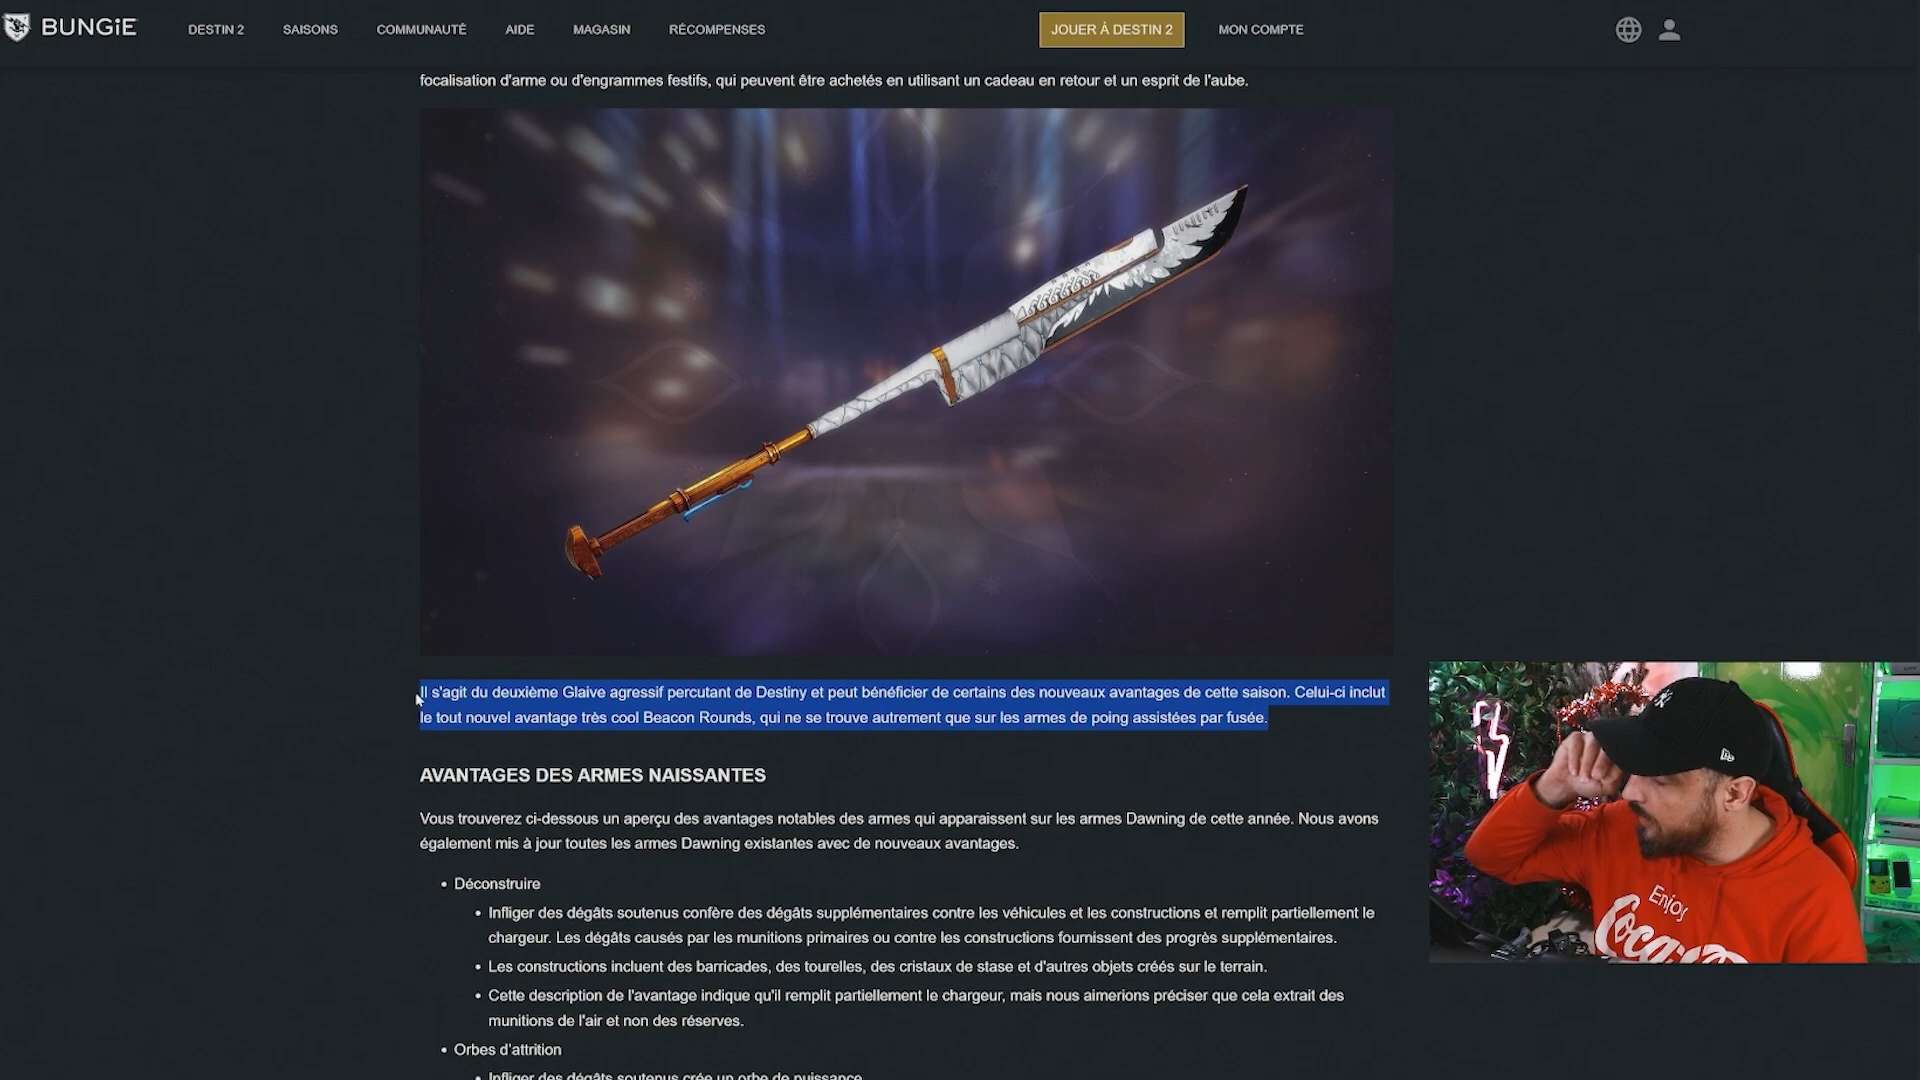 BUNGiE
DESTIN 2
SAISONS
COMMUNAUTÉ
AIDE
MAGASIN
RÉCOMPENSES
JOUER À DESTIN 2
MON COMPTE
focalisation d'arme ou d'engrammes festifs, qui peuvent être achetés en utilisant un cadeau en retour et un esprit de l'aube.
Il s'agit du deuxième Glaive agressif percutant de Destiny et peut bénéficier de certains des nouveaux avantages de cette saison. Celui-ci inclut
le tout nouvel avantage très cool Beacon Rounds, qui ne se trouve autrement que sur les armes de poing assistées par fusée.
AVANTAGES DES ARMES NAISSANTES
Vous trouverez ci-dessous un aperçu des avantages notables des armes qui apparaissent sur les armes Dawning de cette année. Nous avons
également mis à jour toutes les armes Dawning existantes avec de nouveaux avantages.
• Déconstruire
• Infliger des dégâts soutenus confère des dégâts supplémentaires contre les véhicules et les constructions et remplit partiellement le
chargeur. Les dégâts causés par les munitions primaires ou contre les constructions fournissent des progrès supplémentaires.
• Les constructions incluent des barricades, des tourelles, des cristaux de stase et d'autres objets créés sur le terrain.
• Cette description de l'avantage indique qu'il remplit partiellement le chargeur, mais nous aimerions préciser que cela extrait des
munitions de l'air et non des réserves.
• Orbes d'attrition
• Infliger des dégâts soutenus crée un orbe de puissance
Enjoy